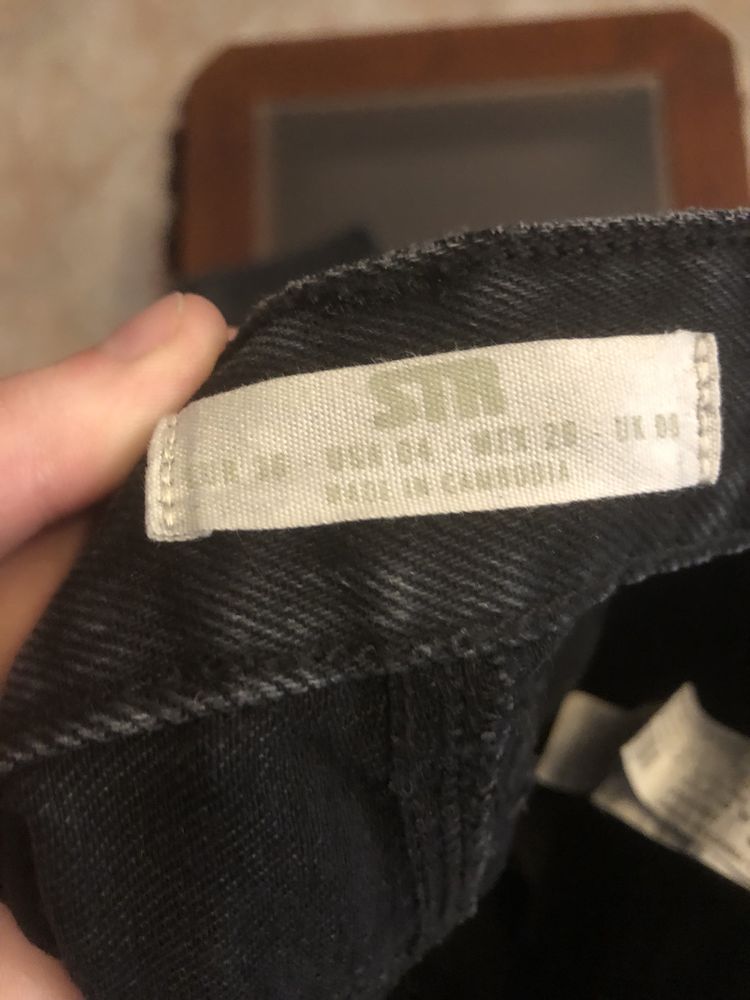 STR
EUR 36 - USA 04 - MEX 26 - UK 08
MADE IN CAMBODIA